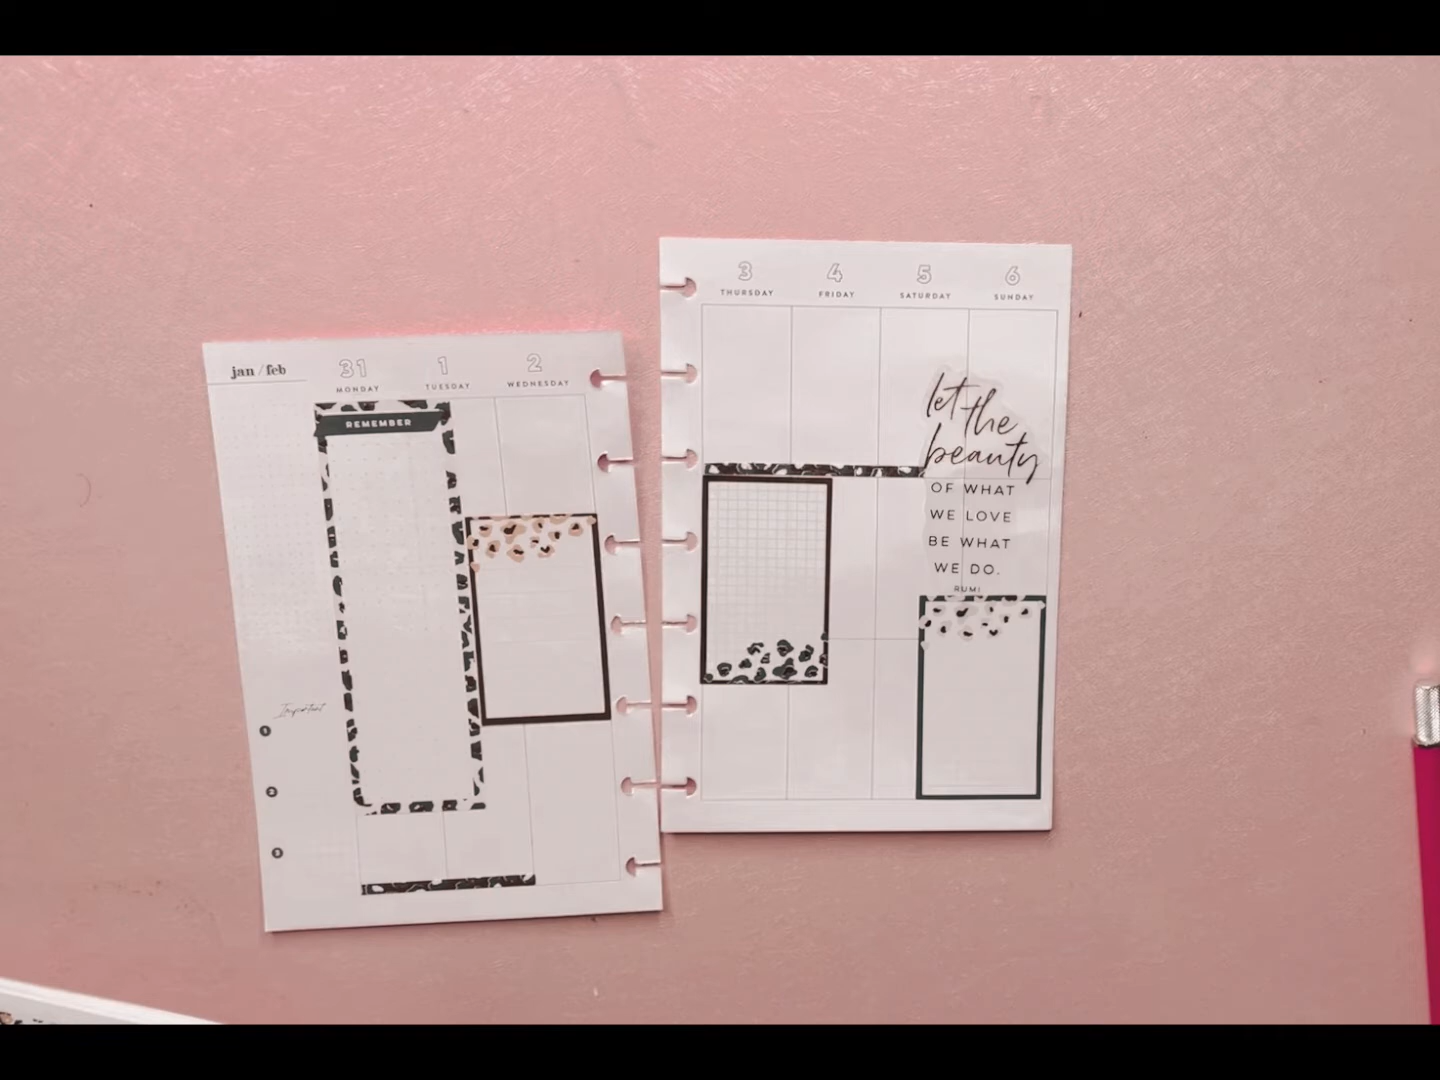 jan / feb
31
MONDAY
1
TUESDAY
2
WEDNESDAY
REMEMBER
Important
1
2
3
3
THURSDAY
4
FRIDAY
5
SATURDAY
6
SUNDAY
let the
beauty
OF WHAT
WE LOVE
BE WHAT
WE DO.
RUMI